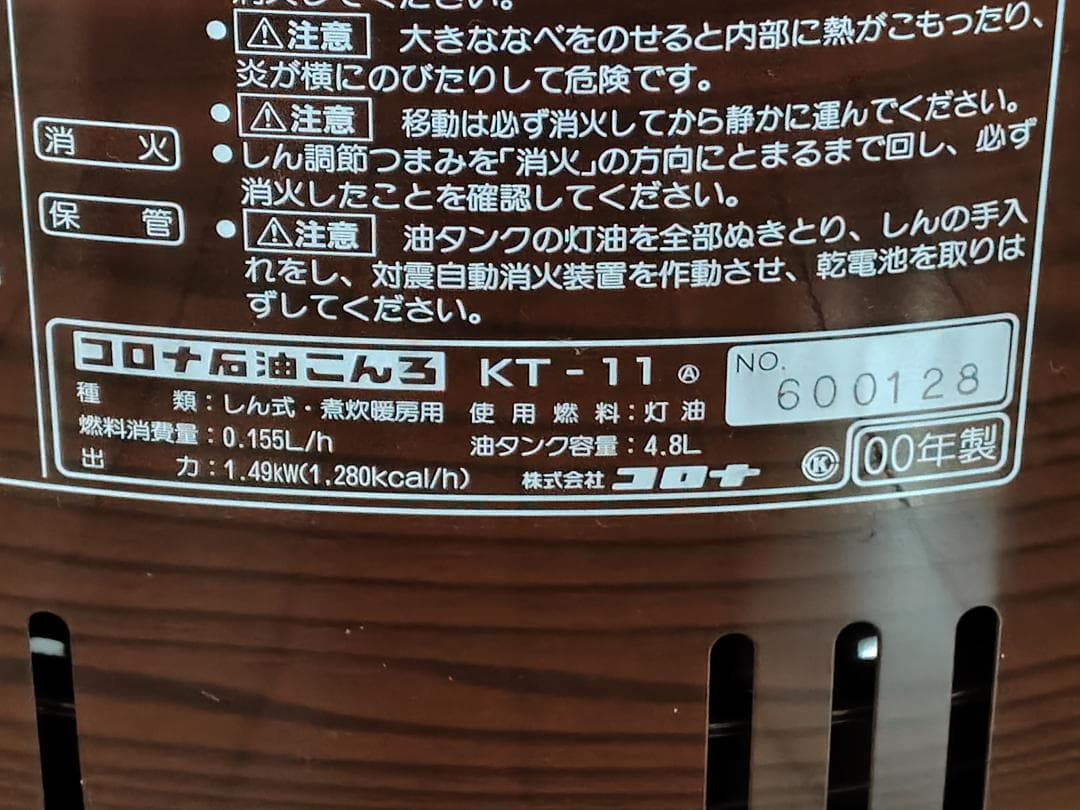 消火してください。
● ⚠注意 大きななべをのせると内部に熱がこもったり、
炎が横にのびたりして危険です。
● ⚠注意 移動は必ず消火してから静かに運んでください。
消火 ●しん調節つまみを「消火」の方向にとまるまで回し、必ず
消火したことを確認してください。
保管 ● ⚠注意 油タンクの灯油を全部ぬきとり、しんの手入
れをし、対震自動消火装置を作動させ、乾電池を取りは
ずしてください。
コロナ石油こんろ KT-11 Ⓐ NO. 600128
種類:しん式・煮炊暖房用 使用燃料:灯油
燃料消費量:0.155L/h 油タンク容量:4.8L
出力:1.49kW(1,280kcal/h) 株式会社コロナ K 00年製